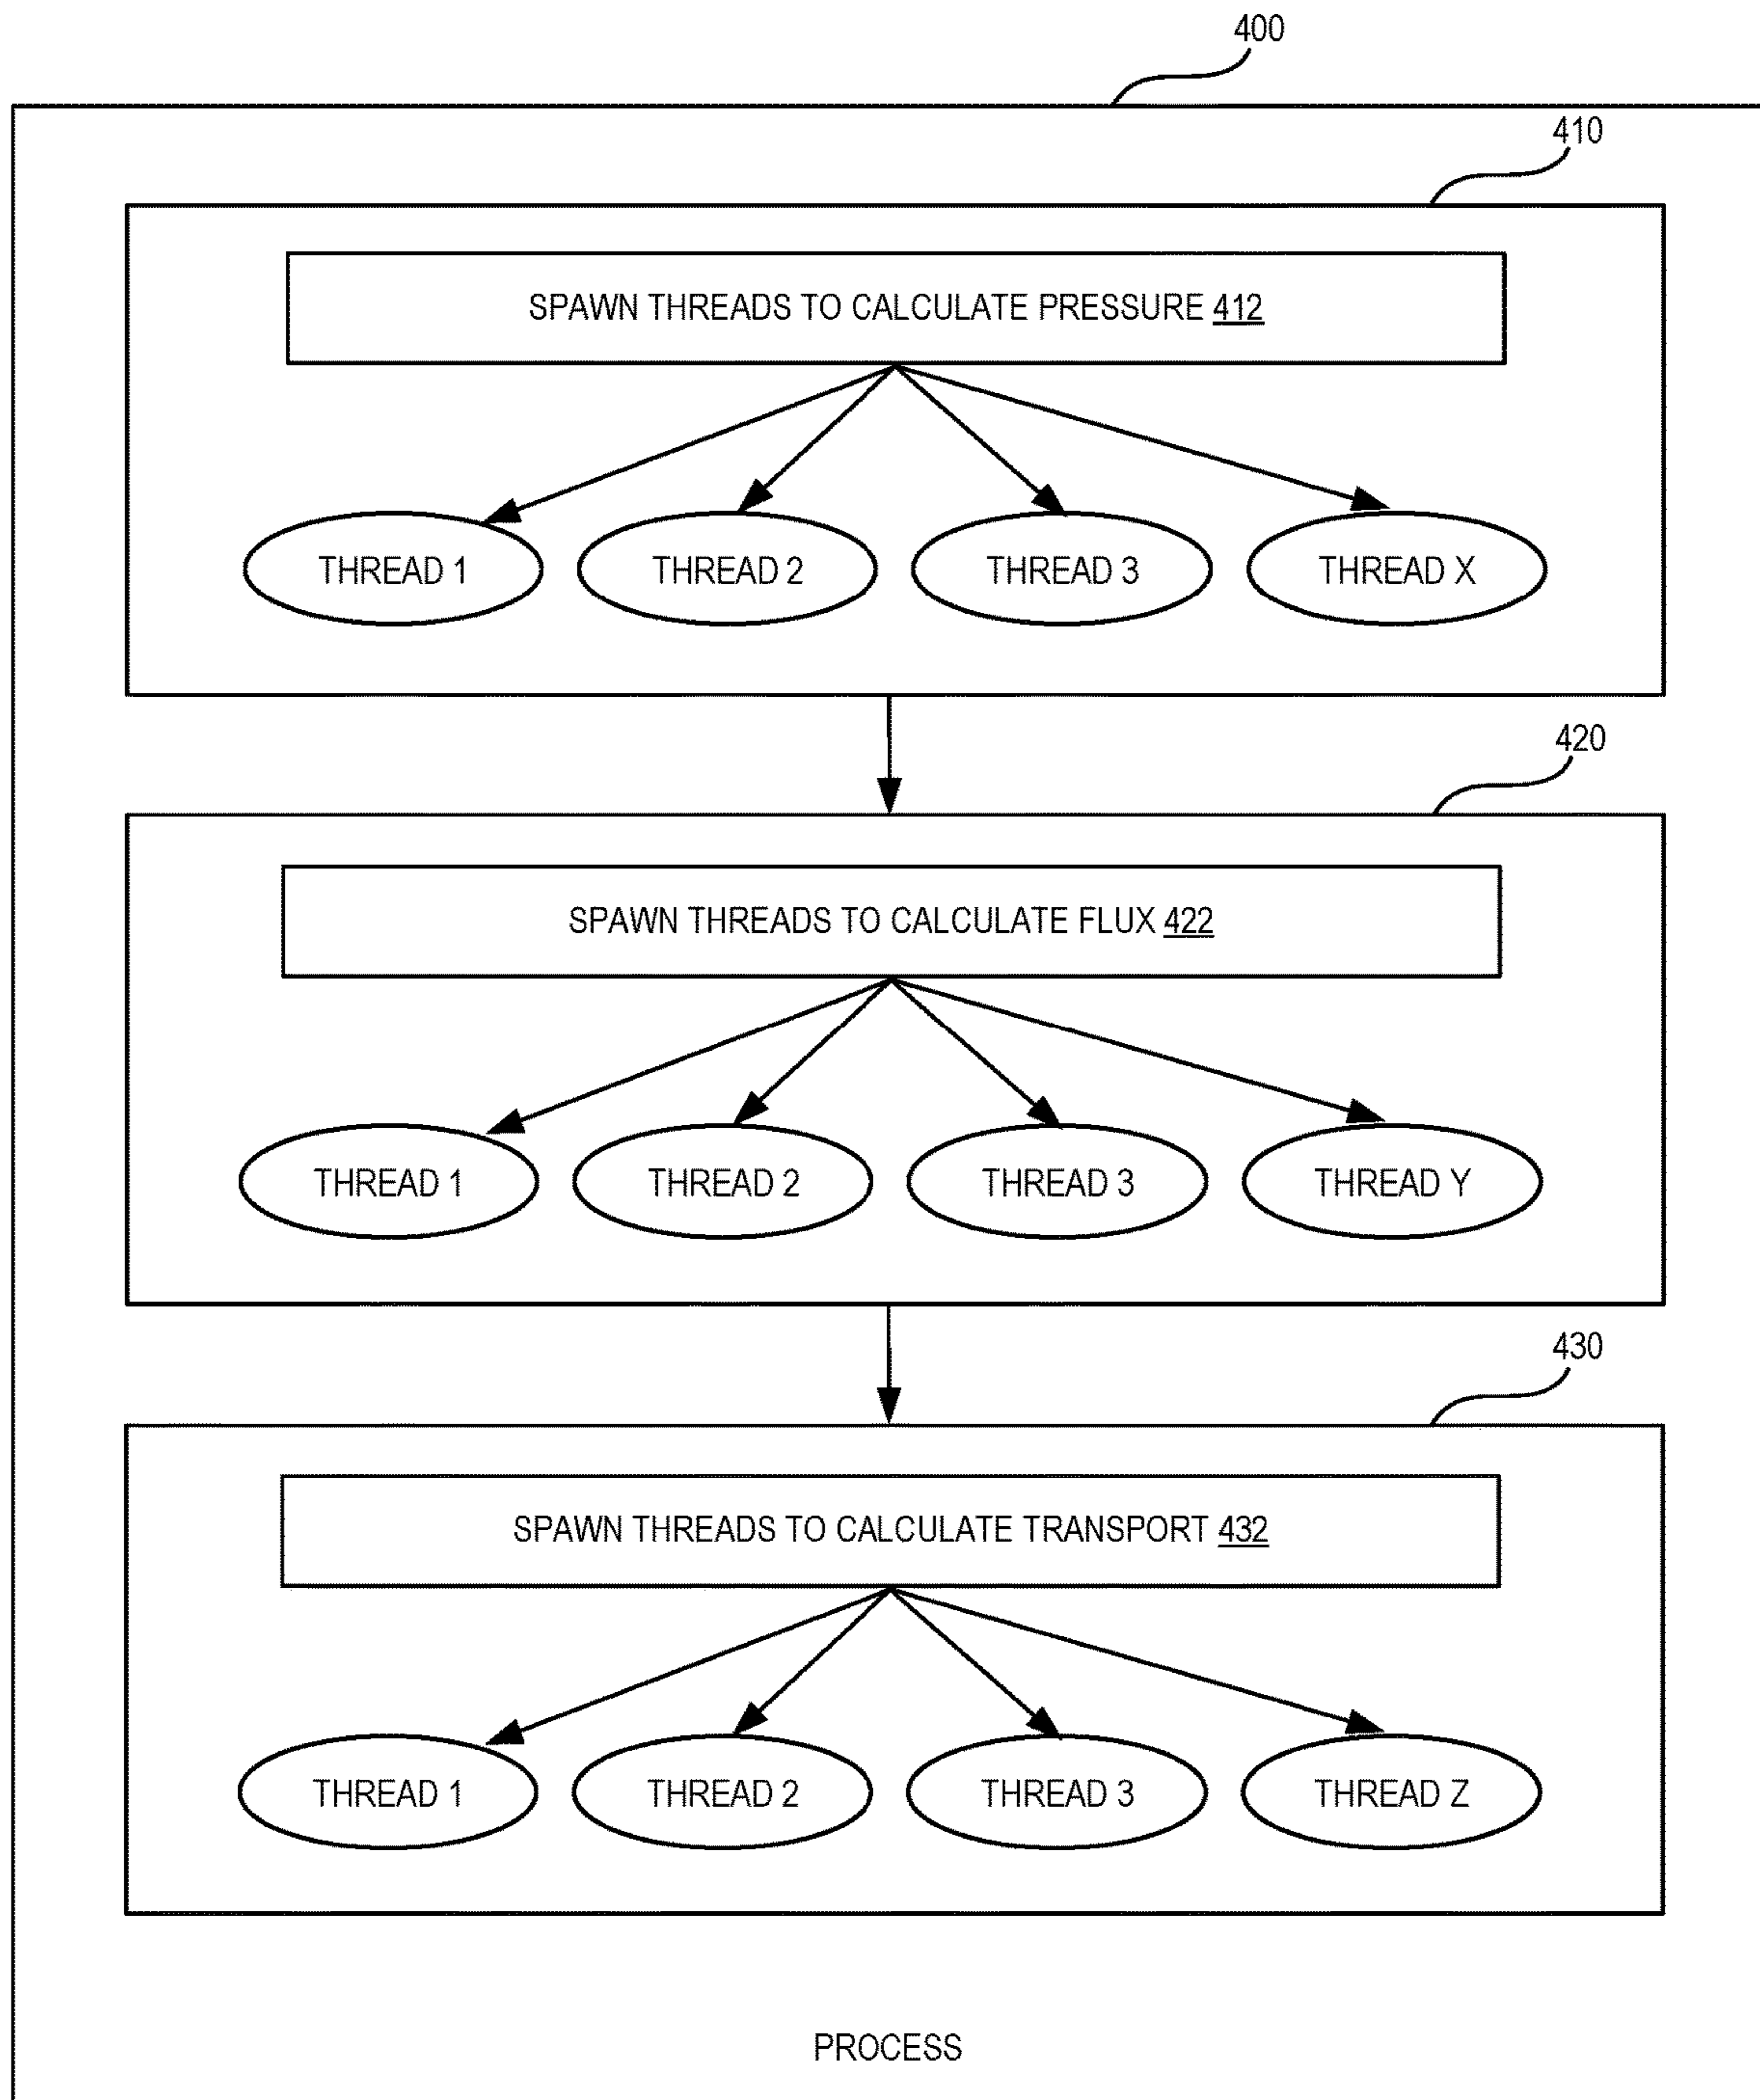 400
410
SPAWN THREADS TO CALCULATE PRESSURE 412
THREAD 1
THREAD 2
THREAD 3
THREAD X
420
SPAWN THREADS TO CALCULATE FLUX 422
THREAD 1
THREAD 2
THREAD 3
THREAD Y
430
SPAWN THREADS TO CALCULATE TRANSPORT 432
THREAD 1
THREAD 2
THREAD 3
THREAD Z
PROCESS